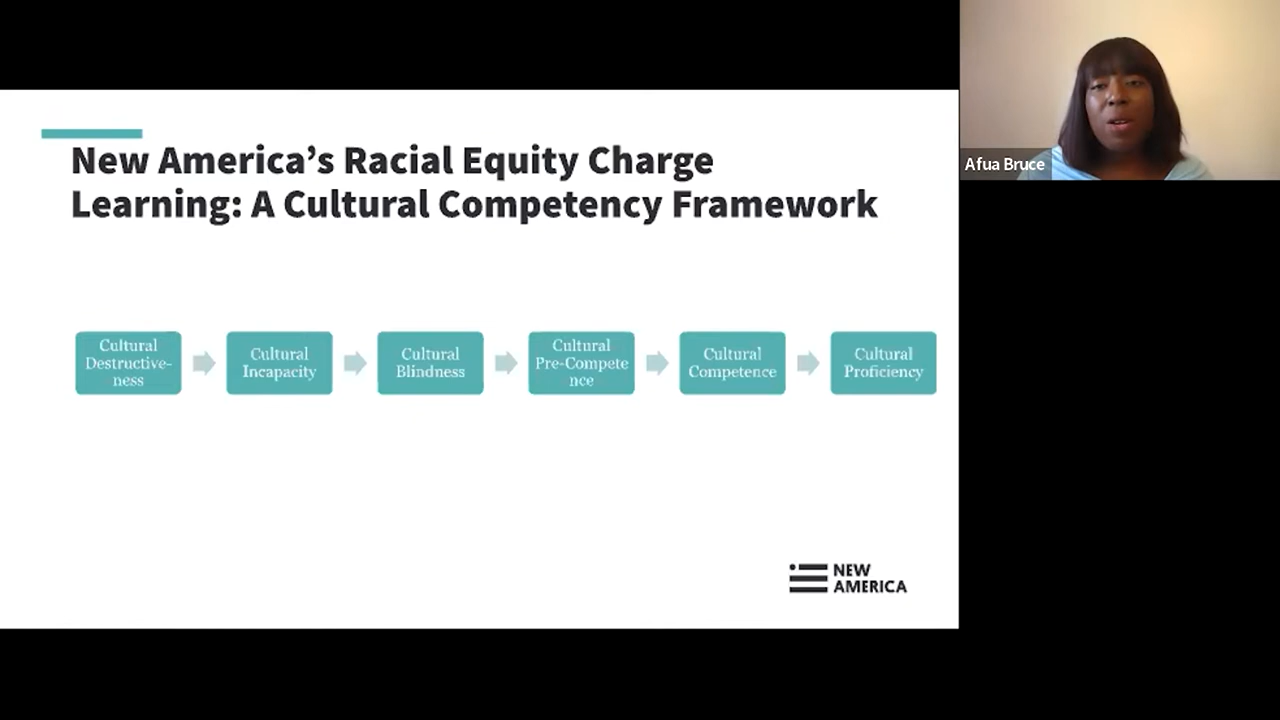 New America’s Racial Equity Charge
Learning: A Cultural Competency Framework
Cultural
Destructive-
ness
Cultural
Incapacity
Cultural
Blindness
Cultural
Pre-Compete
nce
Cultural
Competence
Cultural
Proficiency
NEW
AMERICA
Afua Bruce